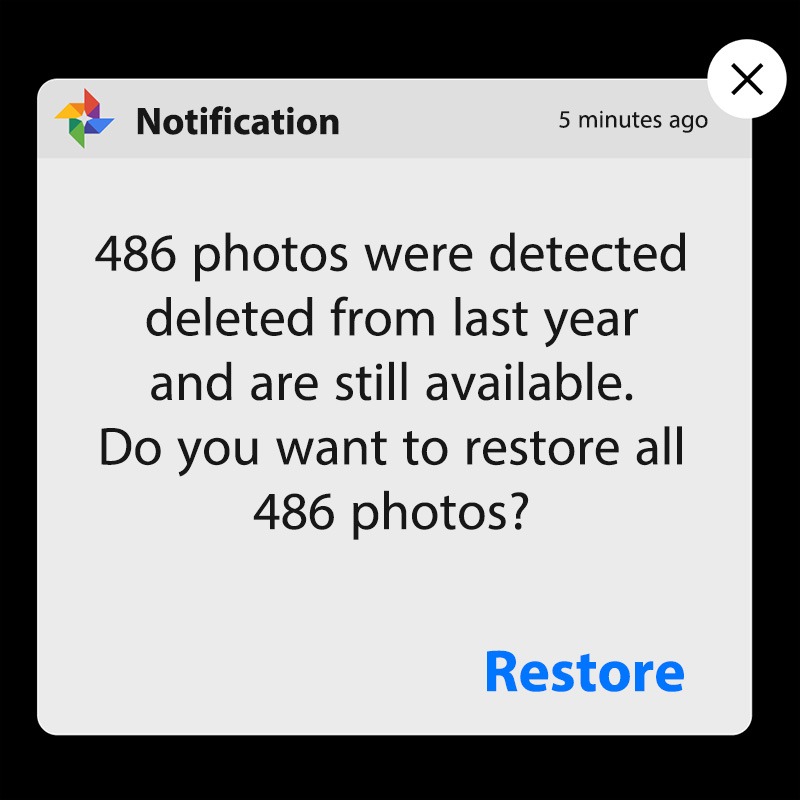 Notification
5 minutes ago
486 photos were detected
deleted from last year
and are still available.
Do you want to restore all
486 photos?
Restore